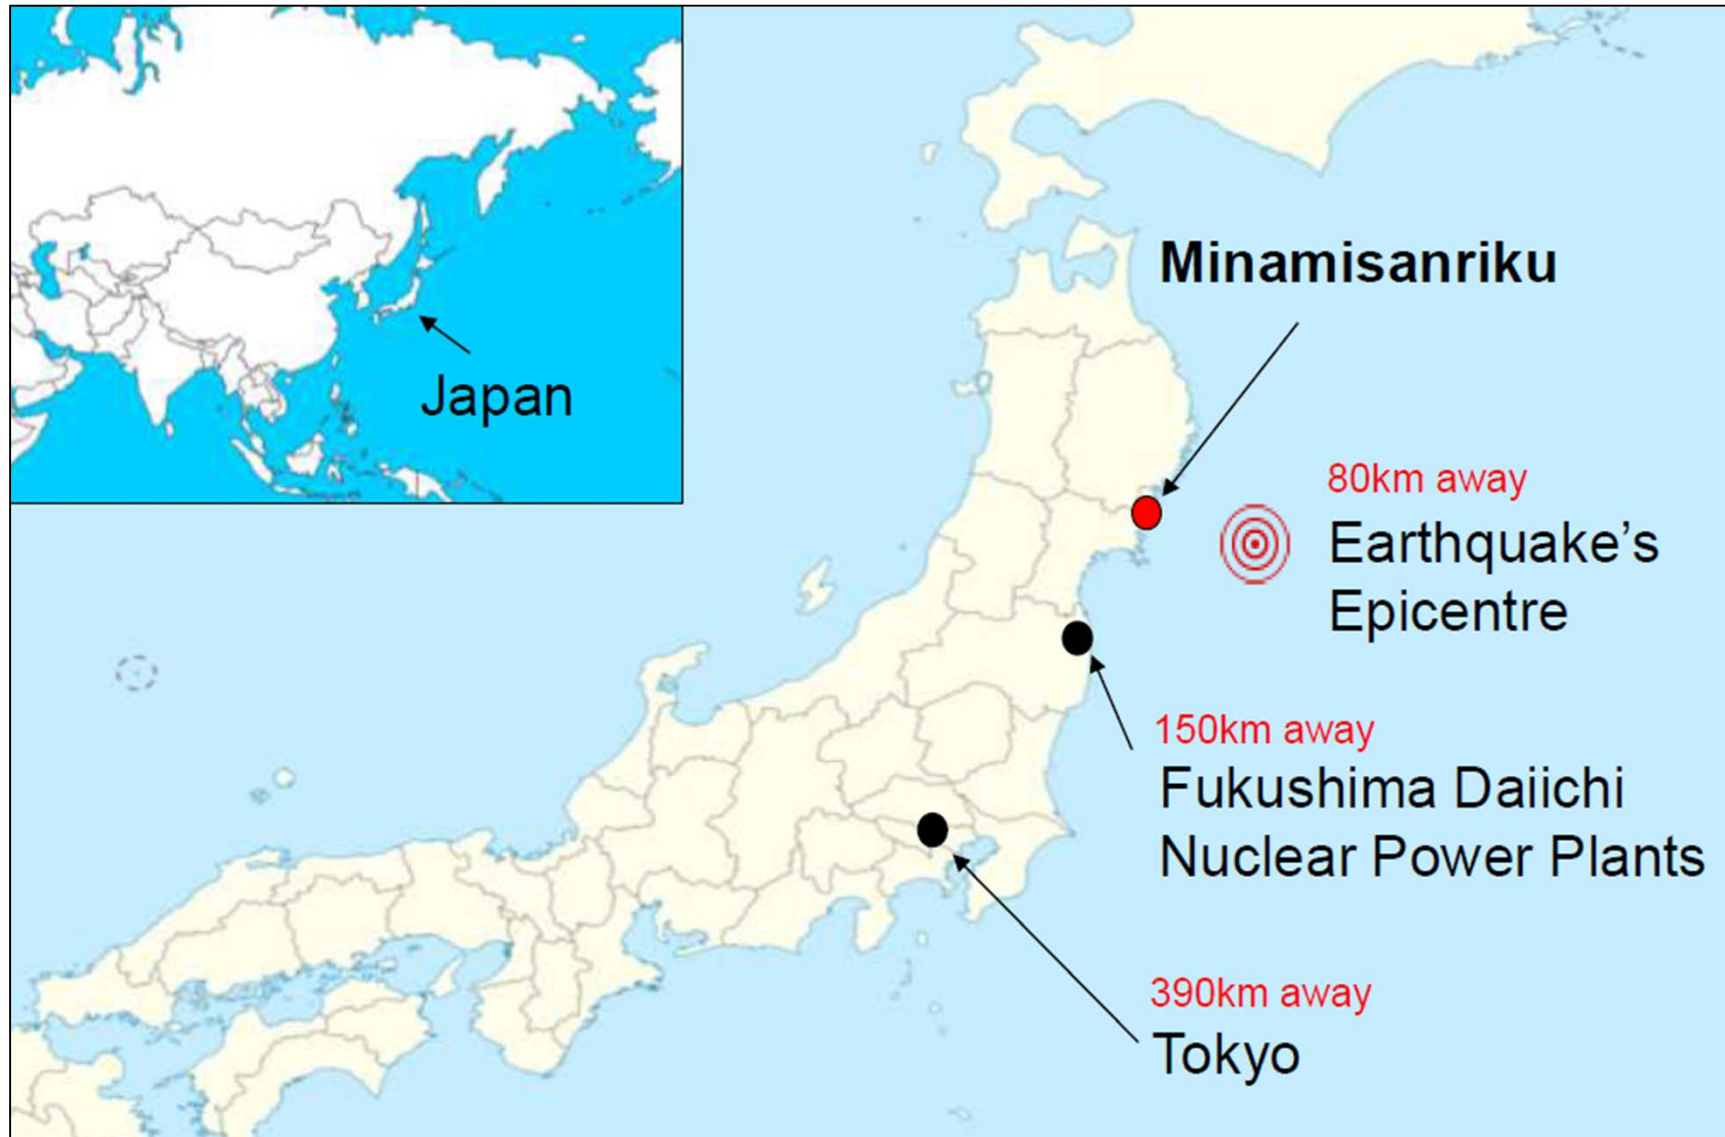 Japan
Minamisanriku
80km away
Earthquake’s
Epicentre
150km away
Fukushima Daiichi
Nuclear Power Plants
390km away
Tokyo